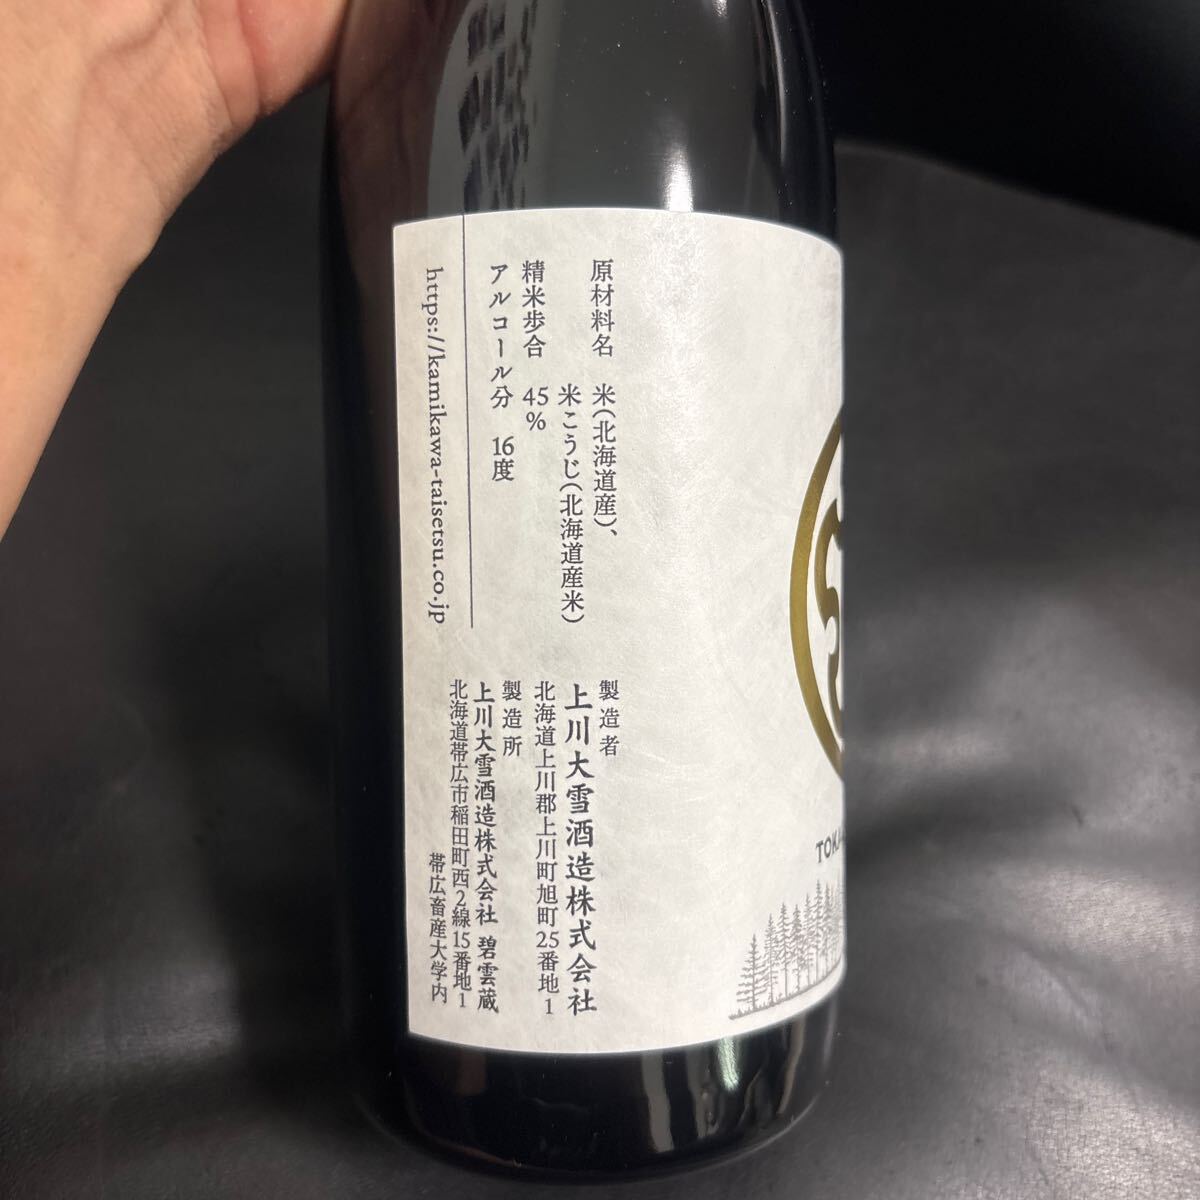 原材料名 米(北海道産)、
米こうじ(北海道産米)
精米歩合 45%
アルコール分 16度
https://kamikawa-taisetsu.co.jp
製造者
上川大雪酒造株式会社
北海道上川郡上川町旭町25番地1
製造所
上川大雪酒造株式会社 碧雲蔵
北海道帯広市稲田町西2線15番地1
帯広畜産大学内